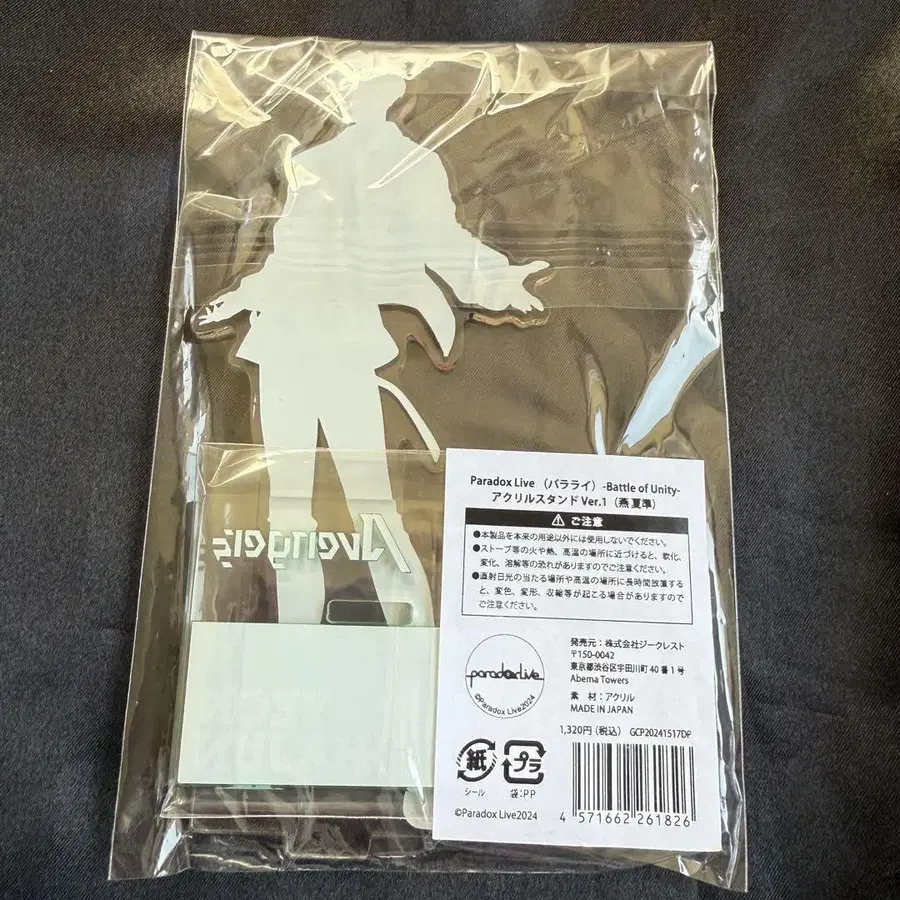 Paradox Live （パラライ）-Battle of Unity-
アクリルスタンド Ver.1（燕 夏準）
⚠ ご注意
●本製品を本来の用途以外には使用しないでください。
●ストーブ等の火や熱、高温の場所に近づけると、軟化、
変化、溶解等の恐れがありますのでご注意ください。
●直射日光の当たる場所や高温の場所に長時間放置する
と、変色、変形、収縮等が起こる場合がありますので
ご注意ください。
Avengers
paradoxlive
©Paradox Live2024
発売元：株式会社ジークレスト
〒150-0042
東京都渋谷区宇田川町 40 番 1 号
Abema Towers
素 材：アクリル
MADE IN JAPAN
1,320円（税込） GCP20241517DP
紙
シール
プラ
袋：PP
©Paradox Live2024
4 571662 261826